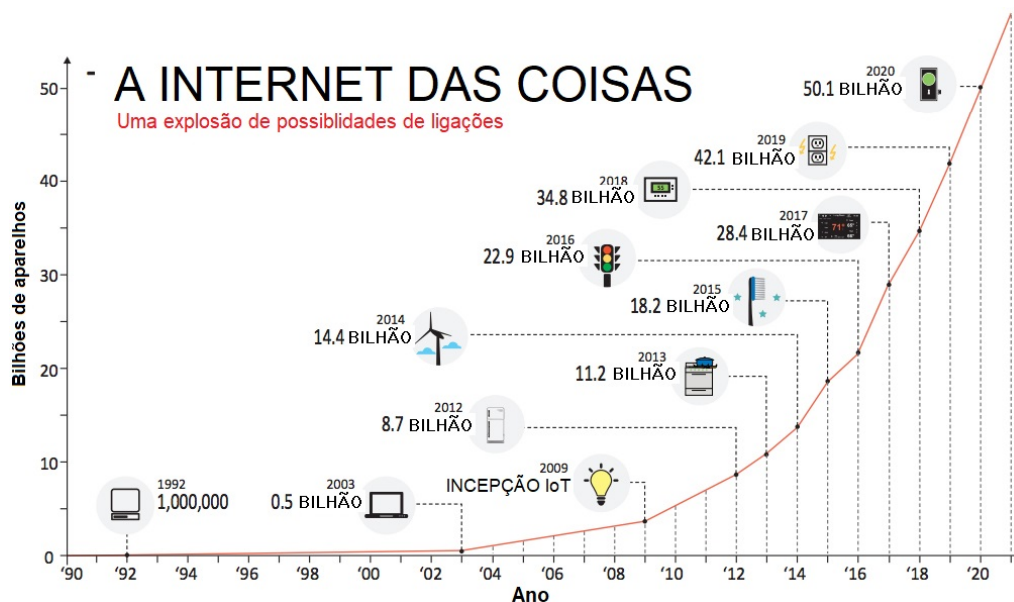 A INTERNET DAS COISAS
Uma explosão de possiblidades de ligações
Bilhões de aparelhos
50
40
30
20
10
0
1992
1,000,000
2003
0.5 BILHÃO
2009
INCEPÇÃO IoT
2012
8.7 BILHÃO
2013
11.2 BILHÃO
2014
14.4 BILHÃO
2015
18.2 BILHÃO
2016
22.9 BILHÃO
2017
28.4 BILHÃO
71°
2018
34.8 BILHÃO
2019
42.1 BILHÃO
2020
50.1 BILHÃO
'90 '92 '94 '96 '98 '00 '02 '04 '06 '08 '10 '12 '14 '16 '18 '20
Ano